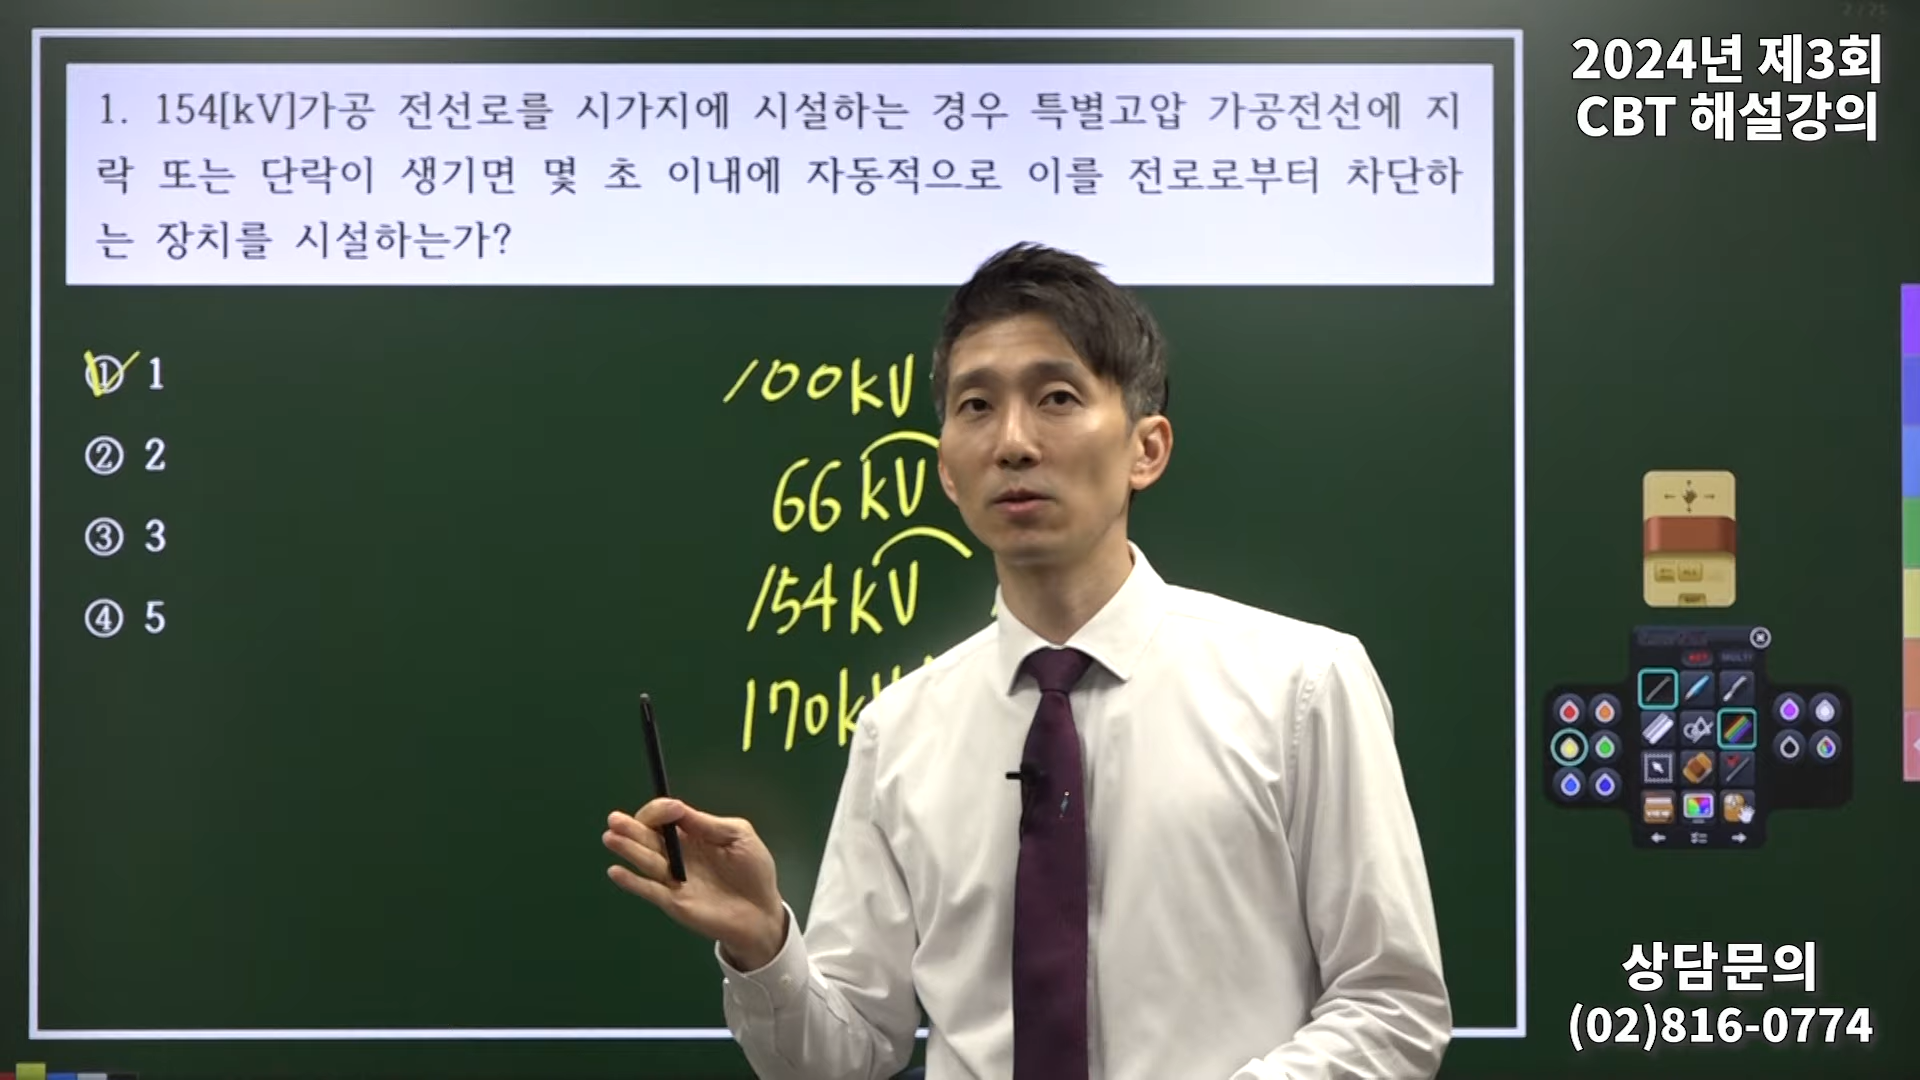 2024년 제3회
CBT 해설강의
1. 154[kV]가공 전선로를 시가지에 시설하는 경우 특별고압 가공전선에 지
락 또는 단락이 생기면 몇 초 이내에 자동적으로 이를 전로로부터 차단하
는 장치를 시설하는가?
① 1
② 2
③ 3
④ 5
100kV
66kV
154kV
170k
상담문의
(02)816-0774